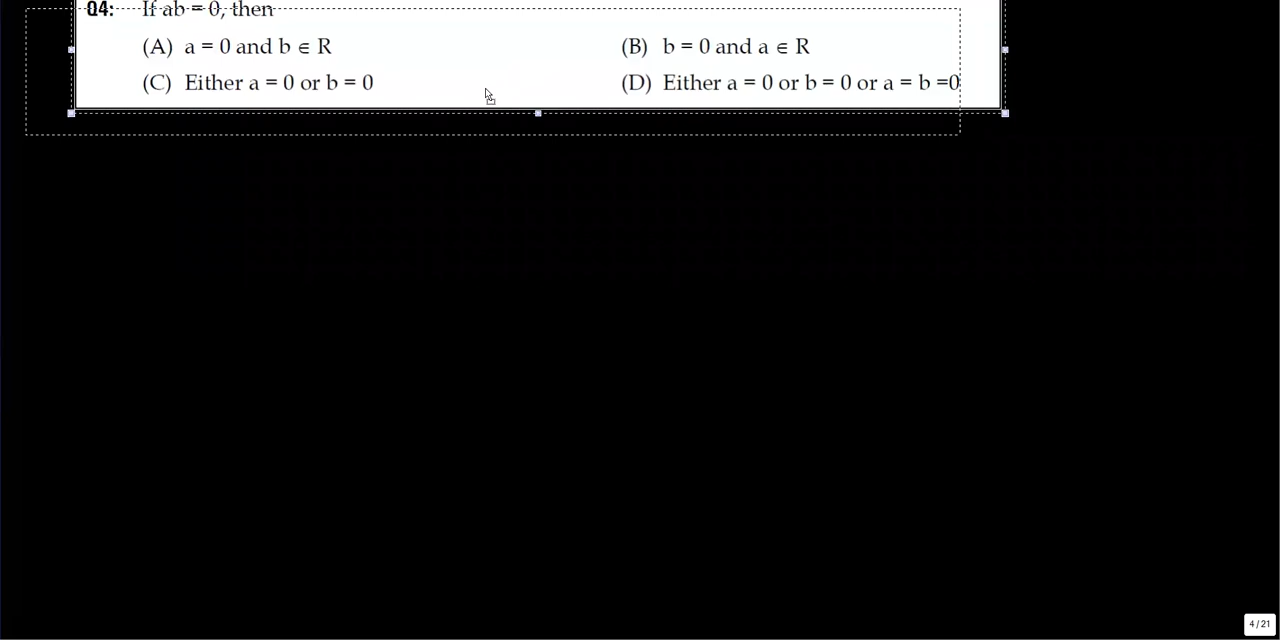 Q4: If ab = 0, then
(A) a = 0 and b ∈ R (B) b = 0 and a ∈ R
(C) Either a = 0 or b = 0 (D) Either a = 0 or b = 0 or a = b =0
4 / 21